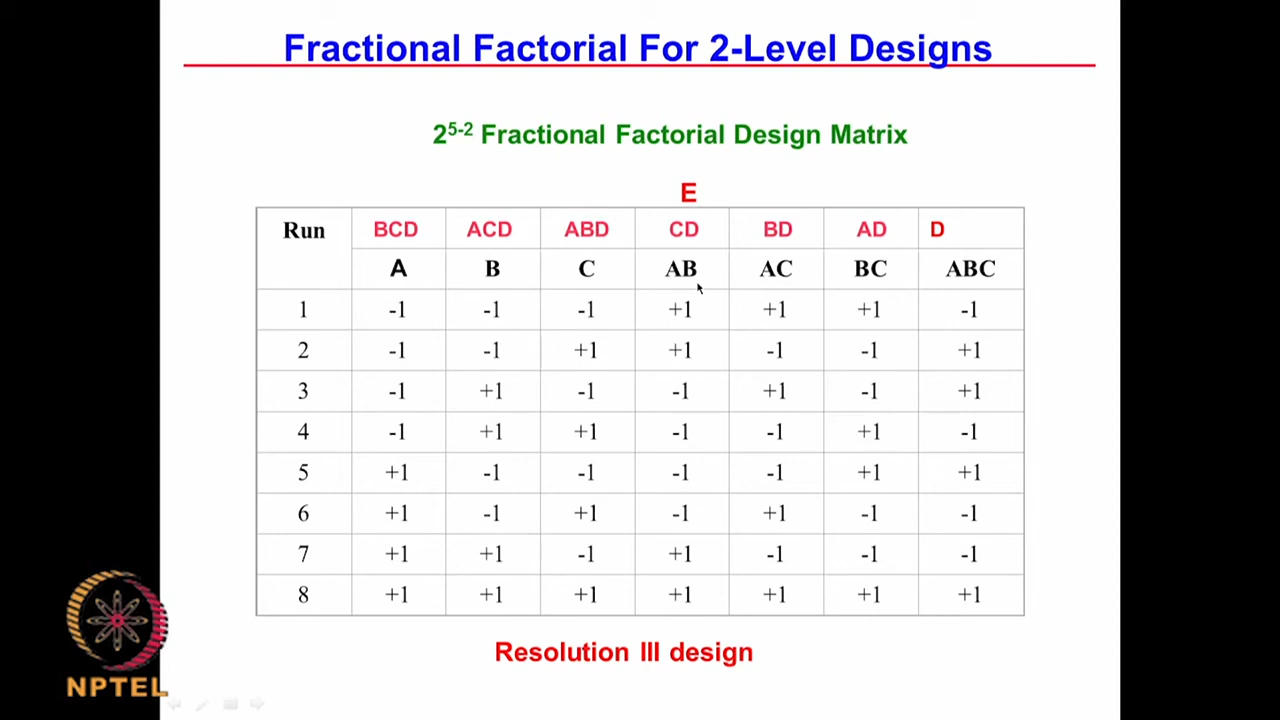 Fractional Factorial For 2-Level Designs
2^5-2 Fractional Factorial Design Matrix
E
Run BCD ACD ABD CD BD AD D
A B C AB AC BC ABC
1 -1 -1 -1 +1 +1 +1 -1
2 -1 -1 +1 +1 -1 -1 +1
3 -1 +1 -1 -1 +1 -1 +1
4 -1 +1 +1 -1 -1 +1 -1
5 +1 -1 -1 -1 -1 +1 +1
6 +1 -1 +1 -1 +1 -1 -1
7 +1 +1 -1 +1 -1 -1 -1
8 +1 +1 +1 +1 +1 +1 +1
Resolution III design
NPTEL